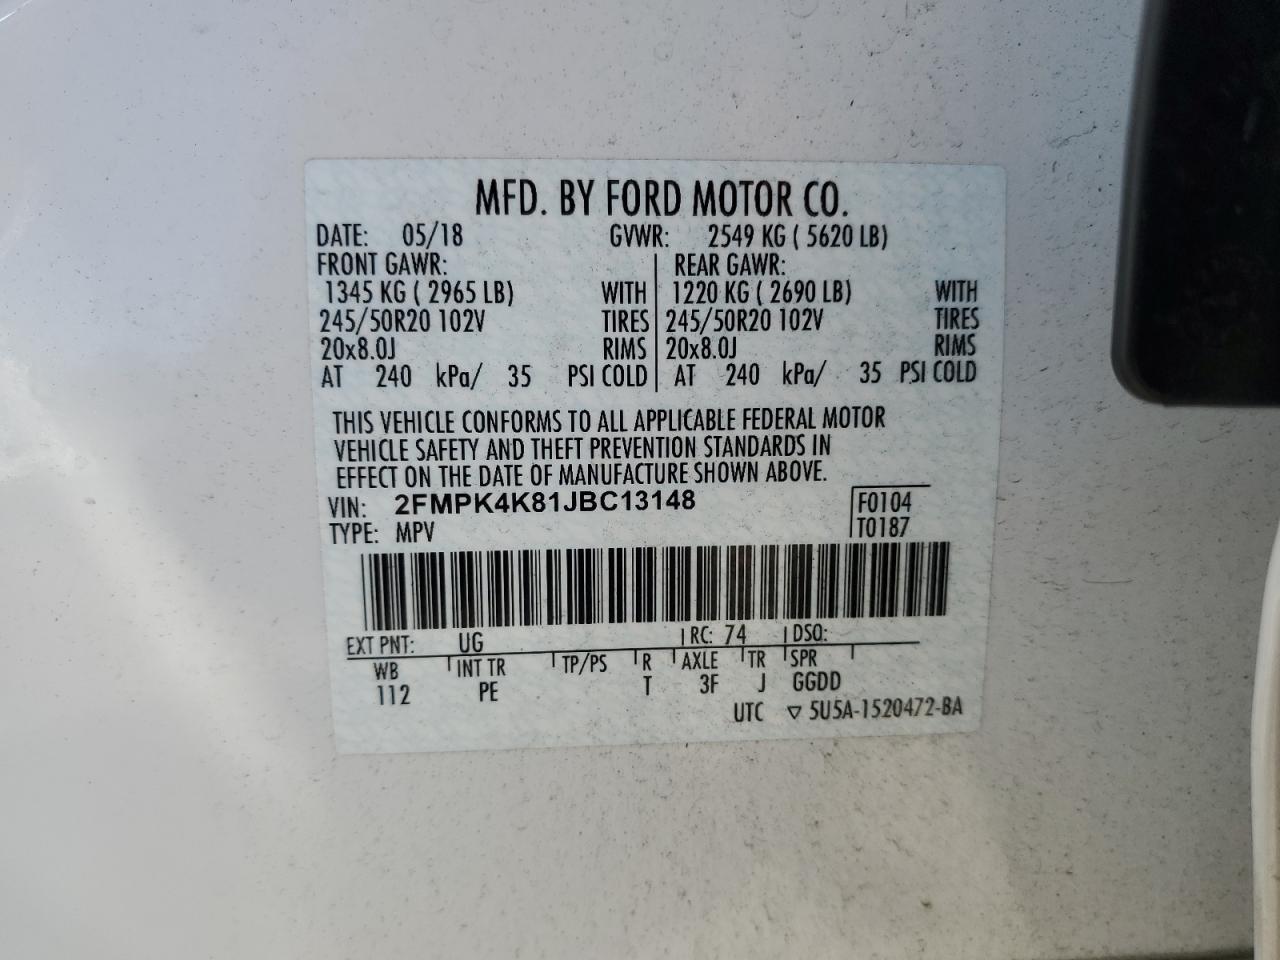 MFD. BY FORD MOTOR CO.
DATE: 05/18 GVWR: 2549 KG ( 5620 LB)
FRONT GAWR: REAR GAWR:
1345 KG ( 2965 LB) WITH 1220 KG ( 2690 LB) WITH
245/50R20 102V TIRES 245/50R20 102V TIRES
20x8.0J RIMS 20x8.0J RIMS
AT 240 kPa/ 35 PSI COLD AT 240 kPa/ 35 PSI COLD
THIS VEHICLE CONFORMS TO ALL APPLICABLE FEDERAL MOTOR
VEHICLE SAFETY AND THEFT PREVENTION STANDARDS IN
EFFECT ON THE DATE OF MANUFACTURE SHOWN ABOVE.
VIN: 2FMPK4K81JBC13148 F0104
TYPE: MPV T0187
EXT PNT: UG RC: 74 DSO:
WB INT TR TP/PS R AXLE TR SPR
112 PE T 3F J GGDD
UTC ▽ 5U5A-1520472-BA